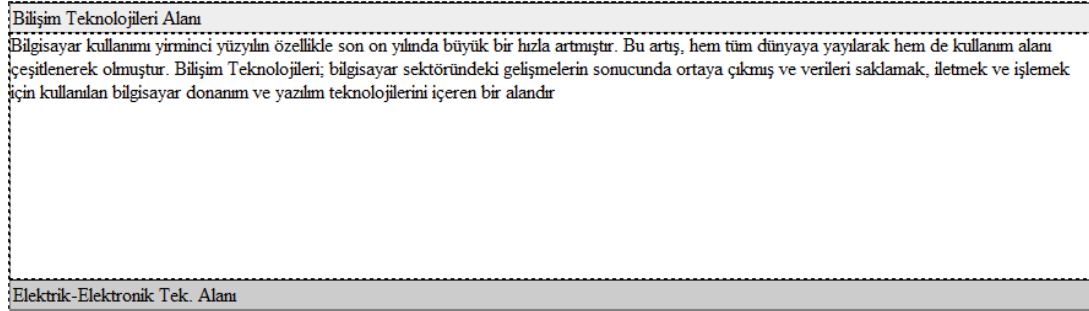 Bilişim Teknolojileri Alanı
Bilgisayar kullanımı yirminci yüzyılın özellikle son on yılında büyük bir hızla artmıştır. Bu artış, hem tüm dünyaya yayılarak hem de kullanım alanı
çeşitlenerek olmuştur. Bilişim Teknolojileri; bilgisayar sektöründeki gelişmelerin sonucunda ortaya çıkmış ve verileri saklamak, iletmek ve işlemek
için kullanılan bilgisayar donanım ve yazılım teknolojilerini içeren bir alandır
Elektrik-Elektronik Tek. Alanı